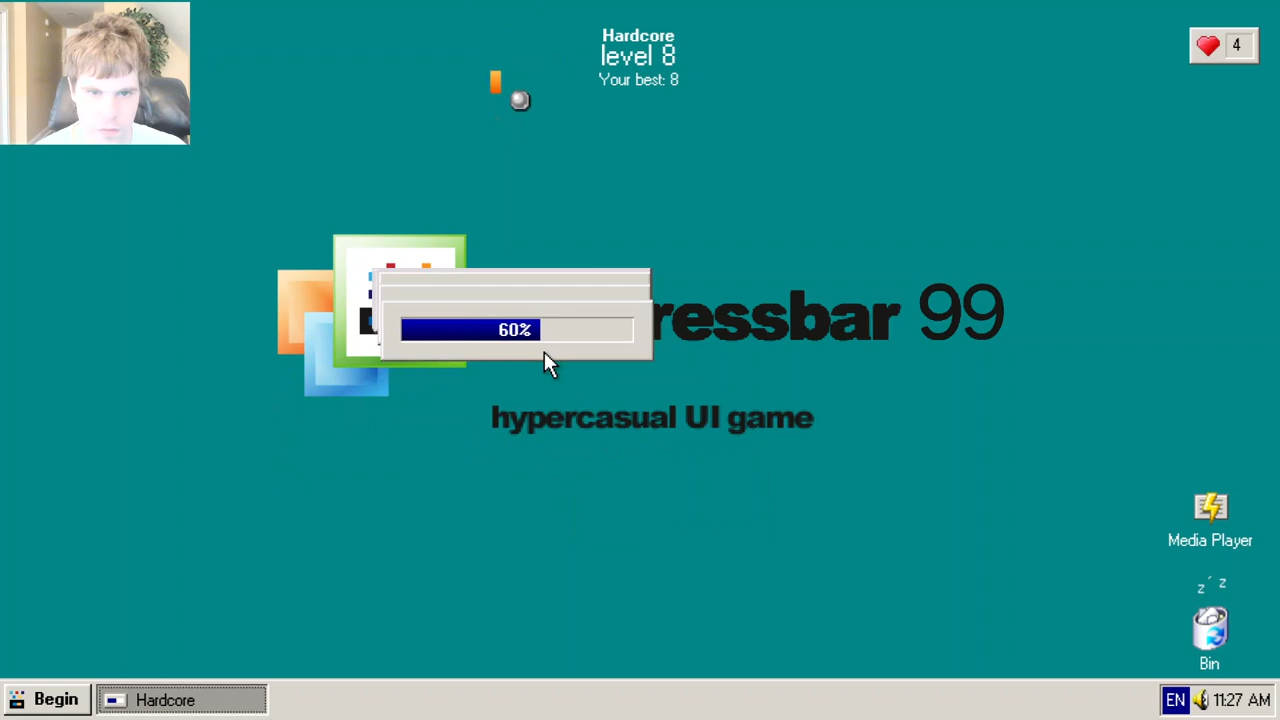 Hardcore
level 8
Your best: 8
4
60%
ressbar 99
hypercasual UI game
Media Player
z z
Bin
Begin
Hardcore
EN
11:27 AM